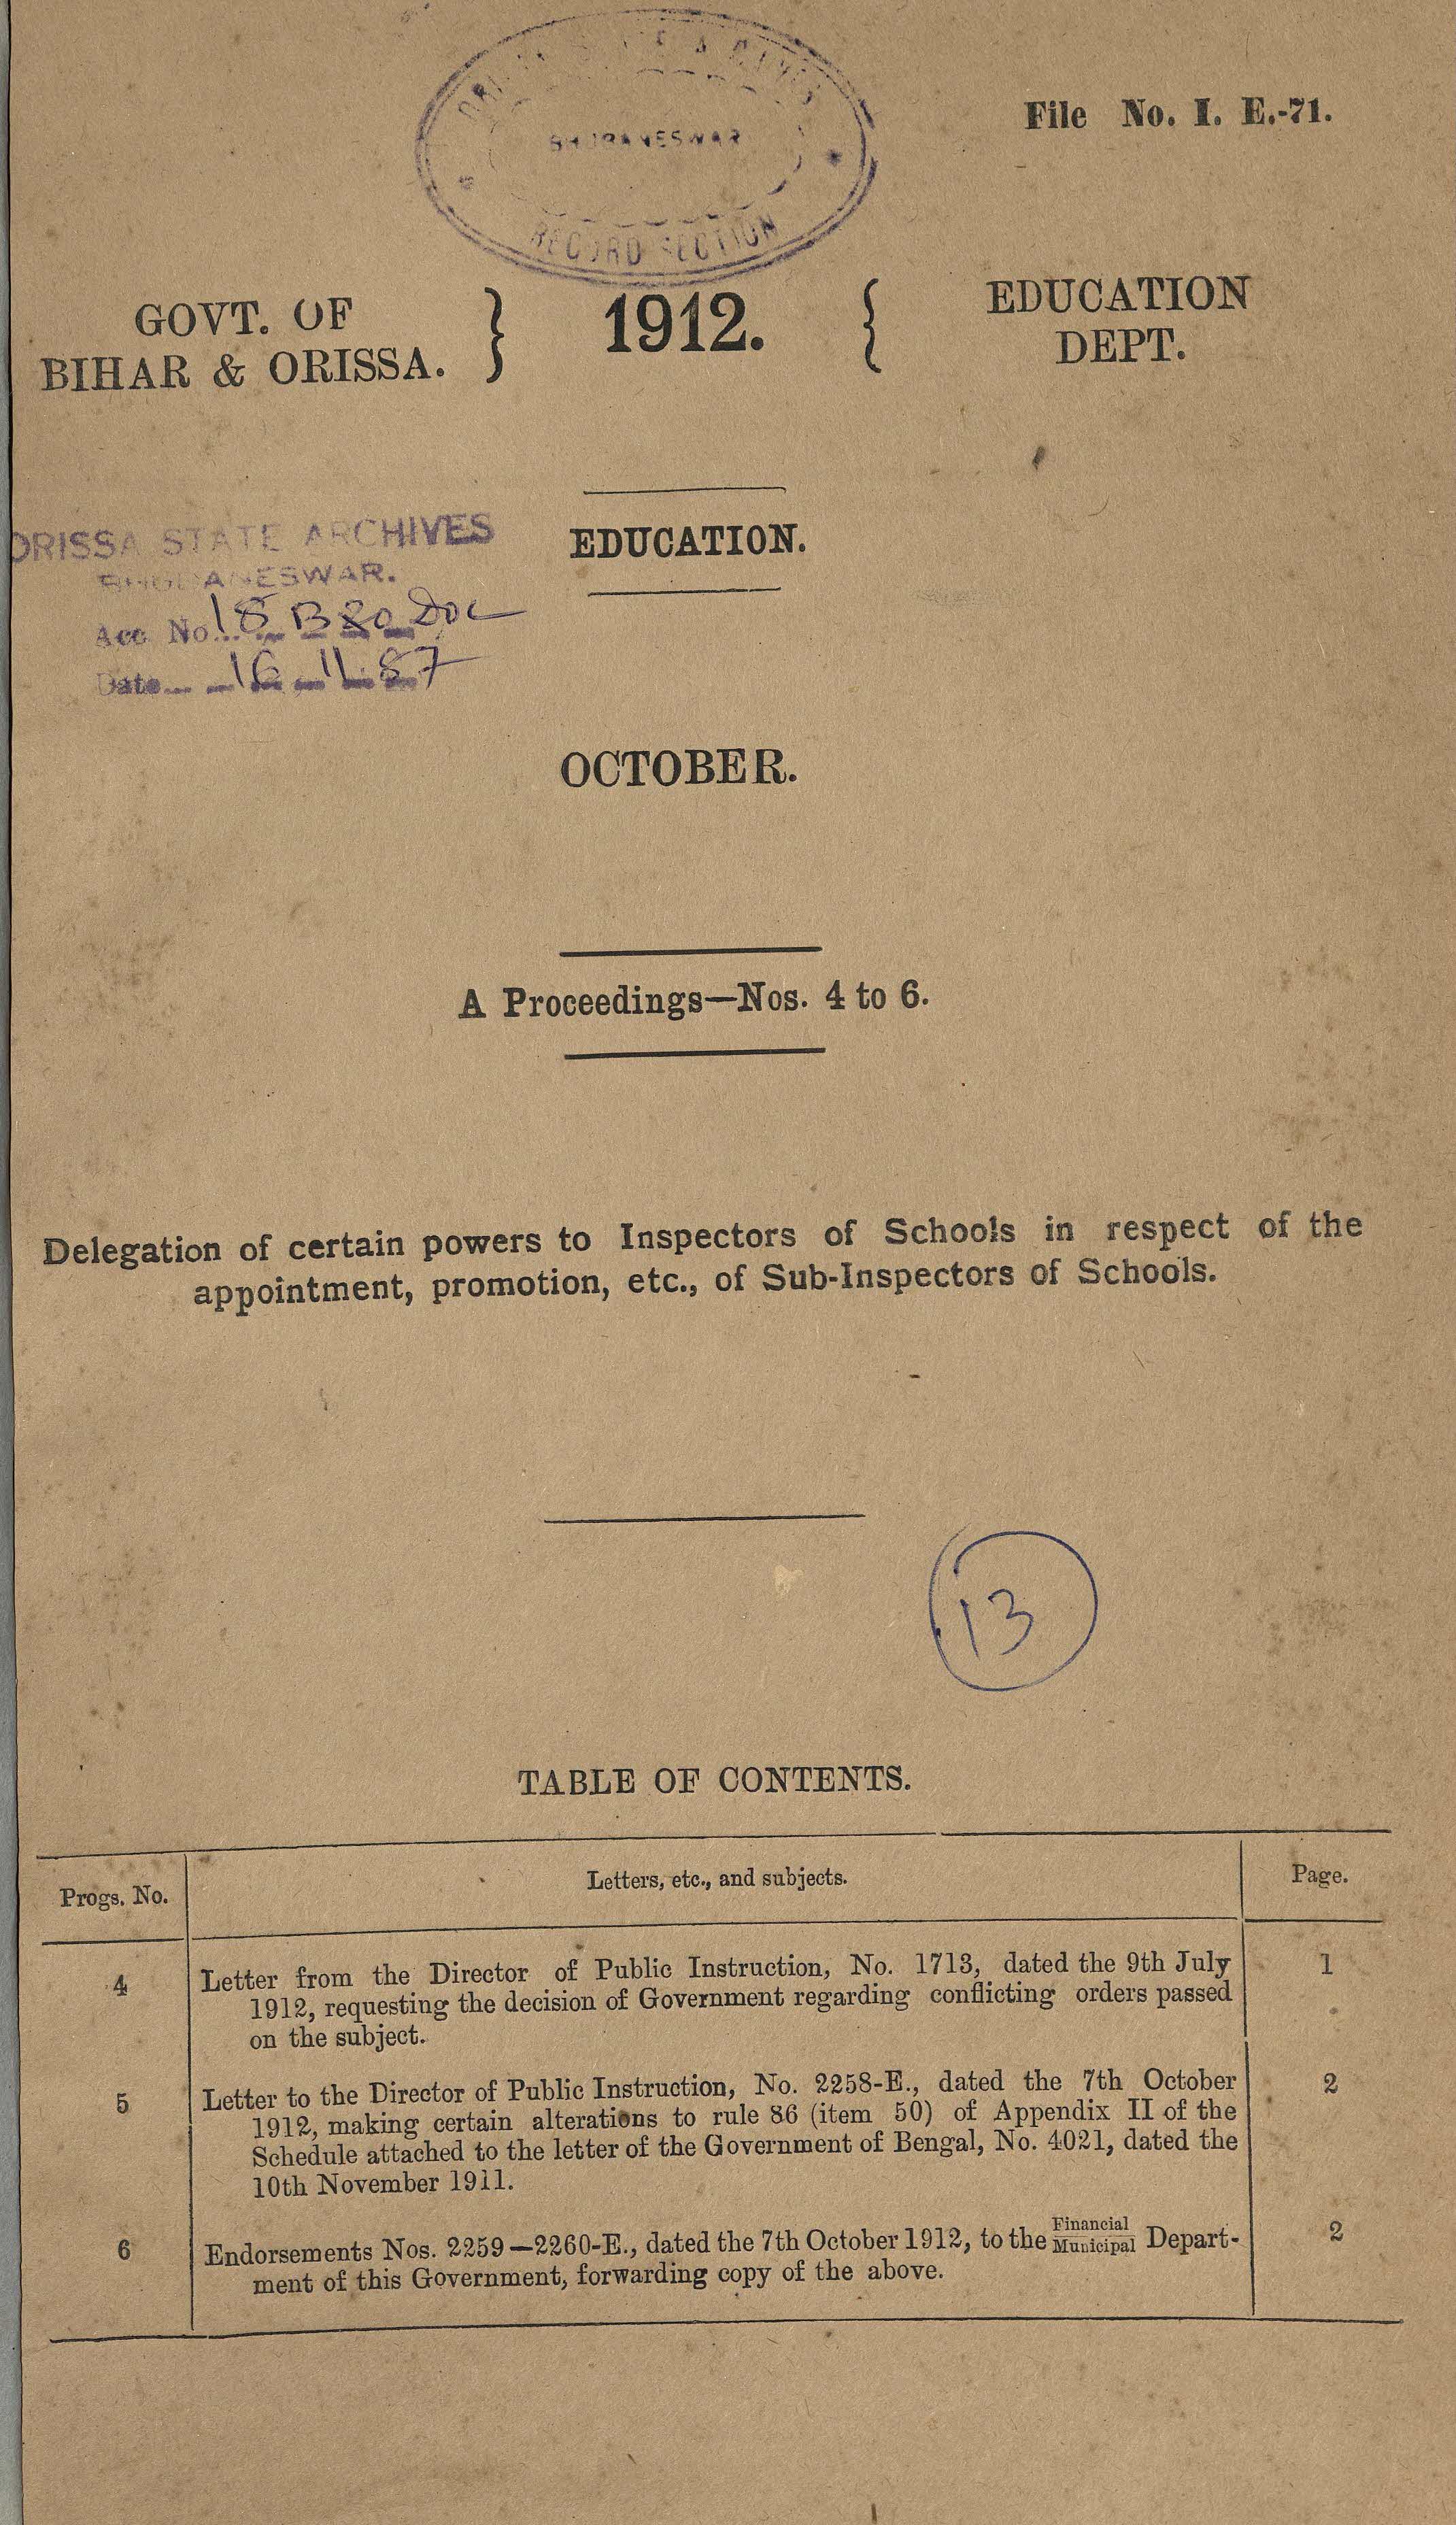 ORISSA STATE ARCHIVES
BHUBANESWAR
RECORD SECTION
File No. I. E.-71.
GOVT. OF
BIHAR & ORISSA.
} 1912. {
EDUCATION
DEPT.
ORISSA STATE ARCHIVES
BHUBANESWAR.
Acc No. 18 B&O Doc
Date 16.11.87
EDUCATION.
OCTOBER.
A Proceedings—Nos. 4 to 6.
Delegation of certain powers to Inspectors of Schools in respect of the
appointment, promotion, etc., of Sub-Inspectors of Schools.
13
TABLE OF CONTENTS.
Progs. No. Letters, etc., and subjects. Page.
4 Letter from the Director of Public Instruction, No. 1713, dated the 9th July 1
1912, requesting the decision of Government regarding conflicting orders passed
on the subject.
5 Letter to the Director of Public Instruction, No. 2258-E., dated the 7th October 2
1912, making certain alterations to rule 86 (item 50) of Appendix II of the
Schedule attached to the letter of the Government of Bengal, No. 4021, dated the
10th November 1911.
6 Endorsements Nos. 2259—2260-E., dated the 7th October 1912, to the Financial/Municipal Depart- 2
ment of this Government, forwarding copy of the above.